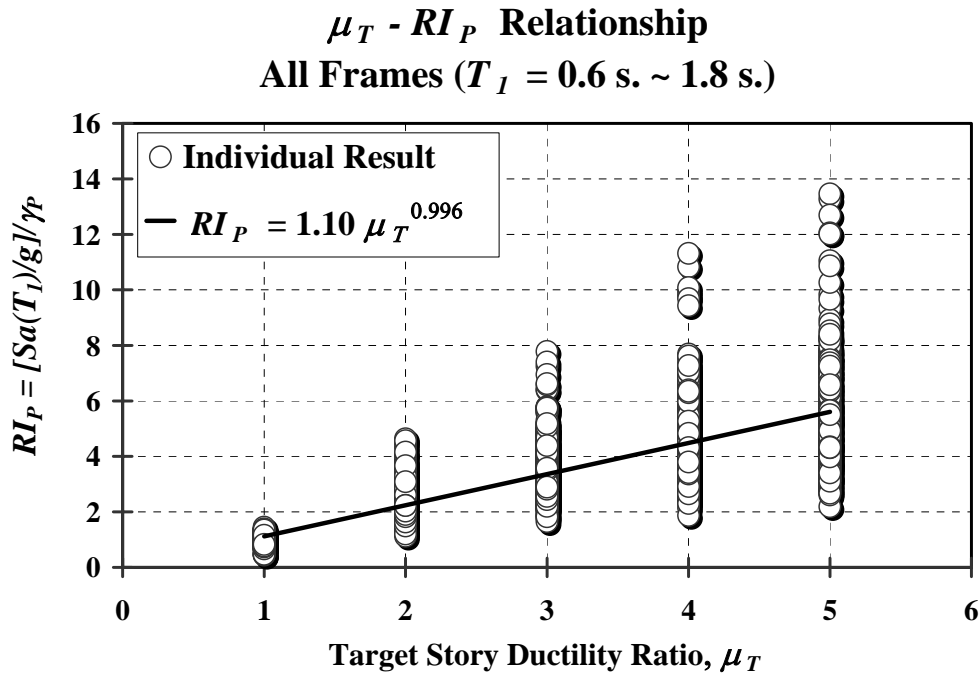 μT - RIP Relationship
All Frames (T1 = 0.6 s. ~ 1.8 s.)
16
14
12
10
8
6
4
2
0
RIP = [Sa(T1)/g]/γP
Individual Result
RIP = 1.10 μT^0.996
0 1 2 3 4 5 6
Target Story Ductility Ratio, μT